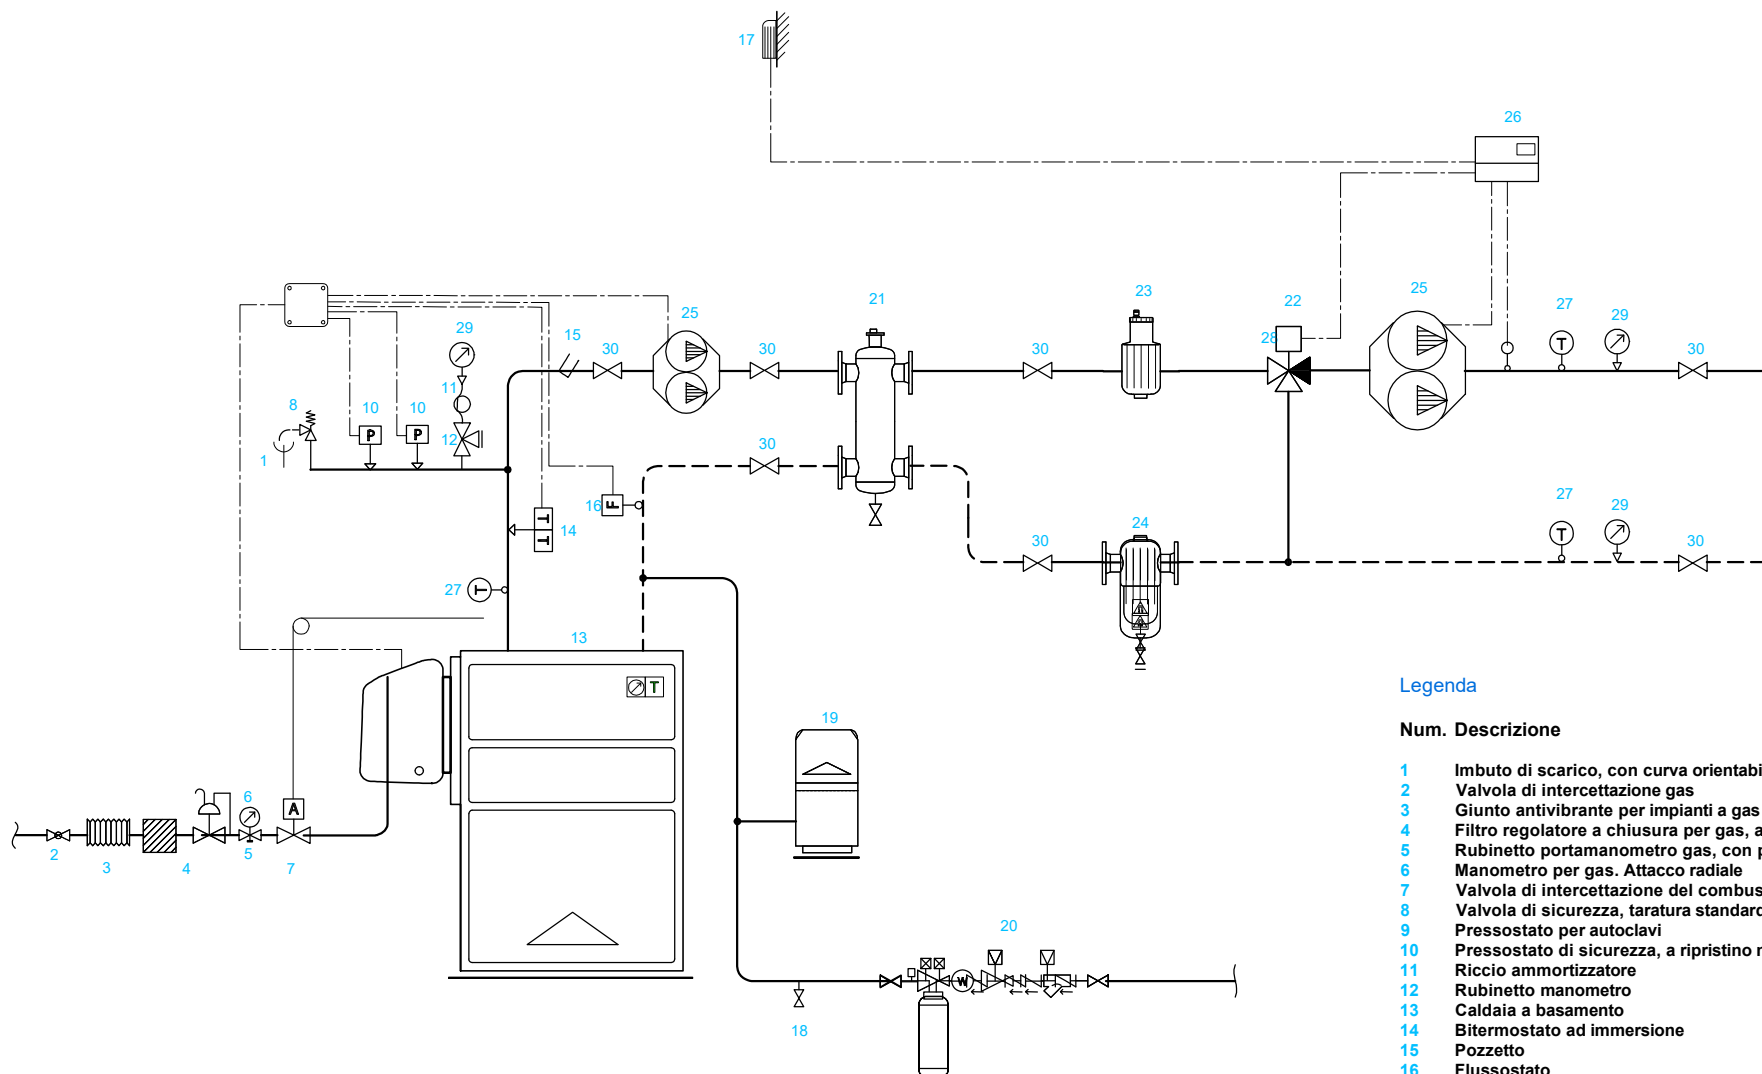 17
26
21
23
22
25
25
27
29
29
15
30
30
30
28
T
30
11
8
10
10
P
P
12
1
30
16
F
14
T
T
24
30
27
29
T
30
27
T
13
T
19
6
A
2
3
4
5
7
20
W
18
Legenda
Num. Descrizione
1 Imbuto di scarico, con curva orientabi
2 Valvola di intercettazione gas
3 Giunto antivibrante per impianti a gas
4 Filtro regolatore a chiusura per gas, a
5 Rubinetto portamanometro gas, con p
6 Manometro per gas. Attacco radiale
7 Valvola di intercettazione del combus
8 Valvola di sicurezza, taratura standard
9 Pressostato per autoclavi
10 Pressostato di sicurezza, a ripristino m
11 Riccio ammortizzatore
12 Rubinetto manometro
13 Caldaia a basamento
14 Bitermostato ad immersione
15 Pozzetto
16 Flussostato